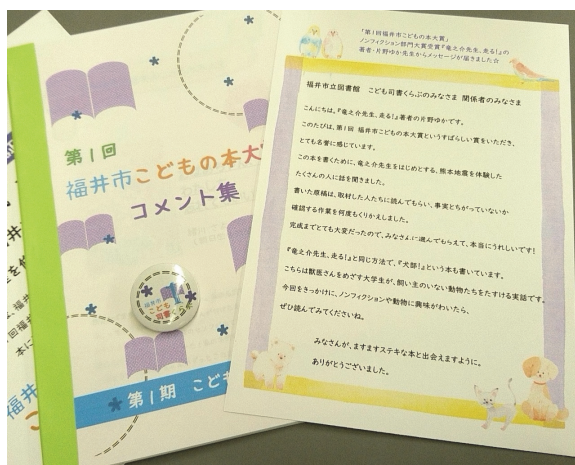 第1回
福井市こどもの本大
コメント集
福井市
こども
司書く
第1期 こども
「第1回福井市こどもの本大賞」
ノンフィクション部門大賞受賞『竜之介先生、走る!』の
著者・片野ゆか先生からメッセージが届きました☆
福井市立図書館 こども司書くらぶのみなさま 関係者のみなさま
こんにちは。『竜之介先生、走る!』著者の片野ゆかです。
このたびは、第1回 福井市こどもの本大賞というすばらしい賞をいただき、
とても名誉に感じています。
この本を書くために、竜之介先生をはじめとする、熊本地震を体験した
たくさんの人に話を聞きました。
書いた原稿は、取材した人たちに読んでもらい、事実とちがっていないか
確認する作業を何度もくりかえしました。
完成までとても大変だったので、みなさんに選んでもらえて、本当にうれしいです!
『竜之介先生、走る!』と同じ方法で、『犬部!』という本も書いています。
こちらは獣医さんをめざす大学生が、飼い主のいない動物たちをたすける実話です。
今回をきっかけに、ノンフィクションや動物に興味がわいたら、
ぜひ読んでみてくださいね。
みなさんが、ますますステキな本と出会えますように。
ありがとうございました。